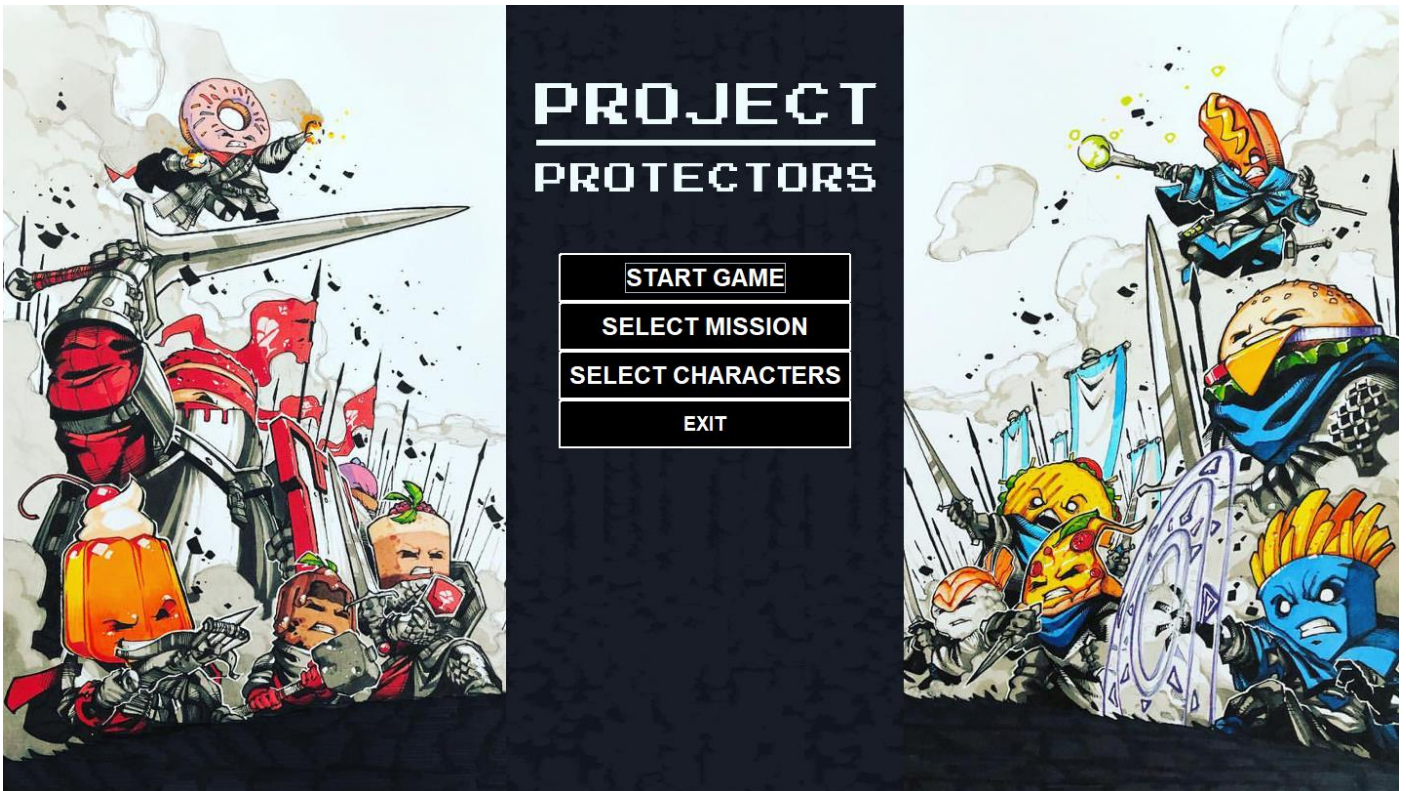 PROJECT
PROTECTORS
START GAME
SELECT MISSION
SELECT CHARACTERS
EXIT